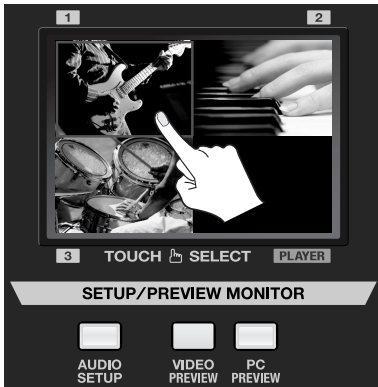 1 2
3 TOUCH SELECT PLAYER
SETUP/PREVIEW MONITOR
AUDIO SETUP
VIDEO PREVIEW
PC PREVIEW